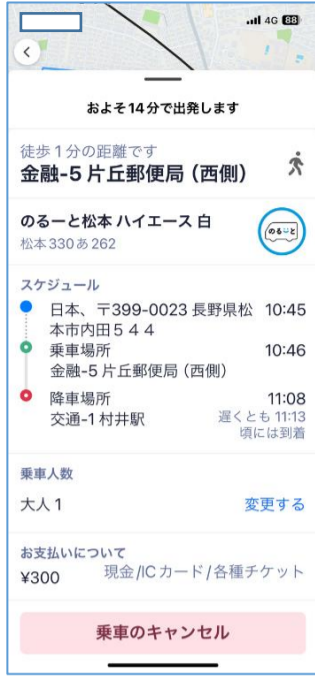 4G 88
およそ14分で出発します
徒歩1分の距離です
金融-5 片丘郵便局（西側）
のるーと松本 ハイエース 白
松本 330 あ 262
のるーと
スケジュール
日本、〒399-0023 長野県松 10:45
本市内田５４４
乗車場所 10:46
金融-5 片丘郵便局（西側）
降車場所 11:08
交通-1 村井駅 遅くとも 11:13
頃には到着
乗車人数
大人 1 変更する
お支払いについて
¥300 現金/ICカード/各種チケット
乗車のキャンセル